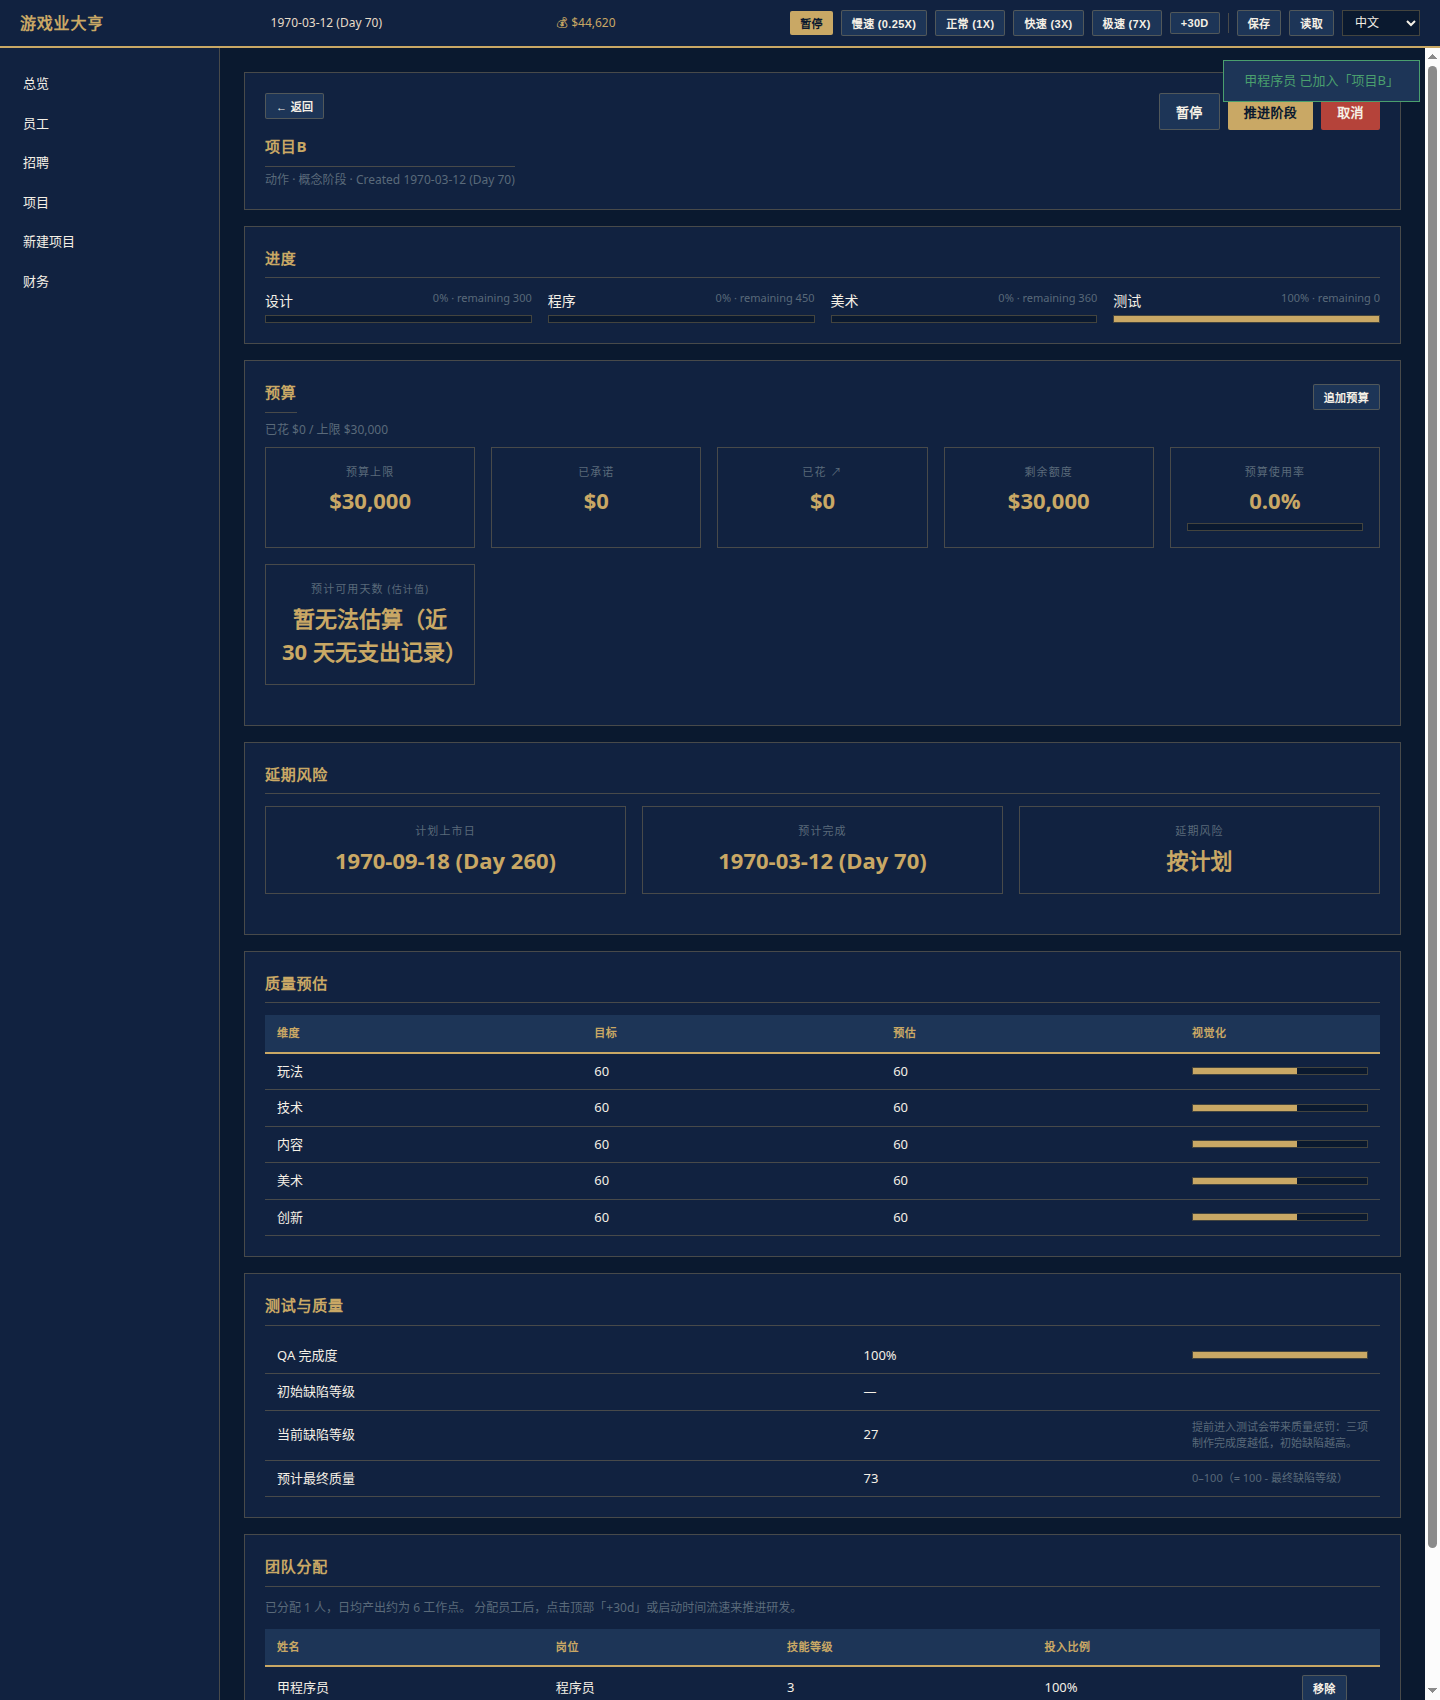 游戏业大亨
1970-03-12 (Day 70)
💰 $44,620
暂停
慢速 (0.25X)
正常 (1X)
快速 (3X)
极速 (7X)
+30D
保存
读取
中文
总览
员工
招聘
项目
新建项目
财务
甲程序员 已加入「项目B」
← 返回
暂停
推进阶段
取消
项目B
动作 · 概念阶段 · Created 1970-03-12 (Day 70)
进度
设计 0% · remaining 300
程序 0% · remaining 450
美术 0% · remaining 360
测试 100% · remaining 0
预算
追加预算
已花 $0 / 上限 $30,000
预算上限
$30,000
已承诺
$0
已花 ↗
$0
剩余额度
$30,000
预算使用率
0.0%
预计可用天数 (估计值)
暂无法估算（近
30 天无支出记录）
延期风险
计划上市日
1970-09-18 (Day 260)
预计完成
1970-03-12 (Day 70)
延期风险
按计划
质量预估
维度 目标 预估 视觉化
玩法 60 60
技术 60 60
内容 60 60
美术 60 60
创新 60 60
测试与质量
QA 完成度 100%
初始缺陷等级 —
当前缺陷等级 27
提前进入测试会带来质量惩罚：三项
制作完成度越低，初始缺陷越高。
预计最终质量 73 0–100（= 100 - 最终缺陷等级）
团队分配
已分配 1 人，日均产出约为 6 工作点。 分配员工后，点击顶部「+30d」或启动时间流速来推进研发。
姓名 岗位 技能等级 投入比例
甲程序员 程序员 3 100% 移除